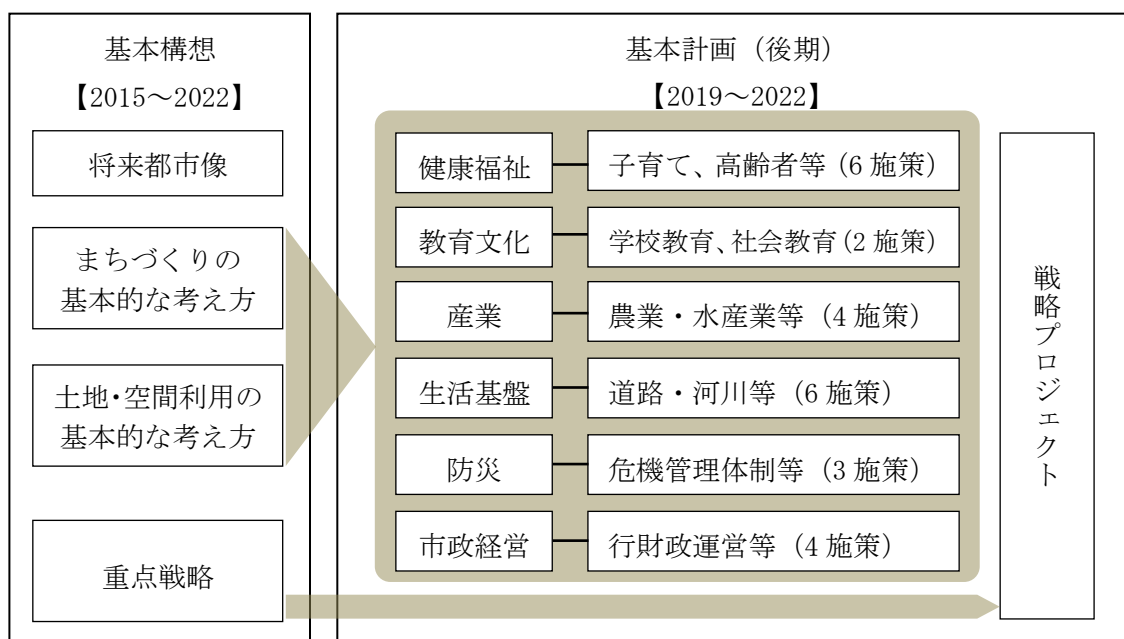 基本構想
【2015～2022】
将来都市像
まちづくりの
基本的な考え方
土地・空間利用の
基本的な考え方
重点戦略
基本計画（後期）
【2019～2022】
健康福祉
子育て、高齢者等（6 施策）
教育文化
学校教育、社会教育（2 施策）
産業
農業・水産業等（4 施策）
生活基盤
道路・河川等（6 施策）
防災
危機管理体制等（3 施策）
市政経営
行財政運営等（4 施策）
戦略プロジェクト